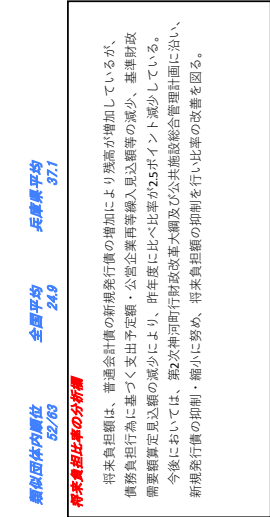 類似団体内順位 全国平均 兵庫県平均
52/63 24.9 37.1
将来負担比率の分析欄
将来負担額は、普通会計債の新規発行債の増加により残高が増加しているが、
債務負担行為に基づく支出予定額・公営企業再等繰入見込額等の減少、基準財政
需要額算定見込額の減少により、昨年度に比べ比率が2.5ポイント減少している。
今後においては、第2次神河町行財政改革大綱及び公共施設総合管理計画に沿い、
新規発行債の抑制・縮小に努め、将来負担額の抑制を行い比率の改善を図る。